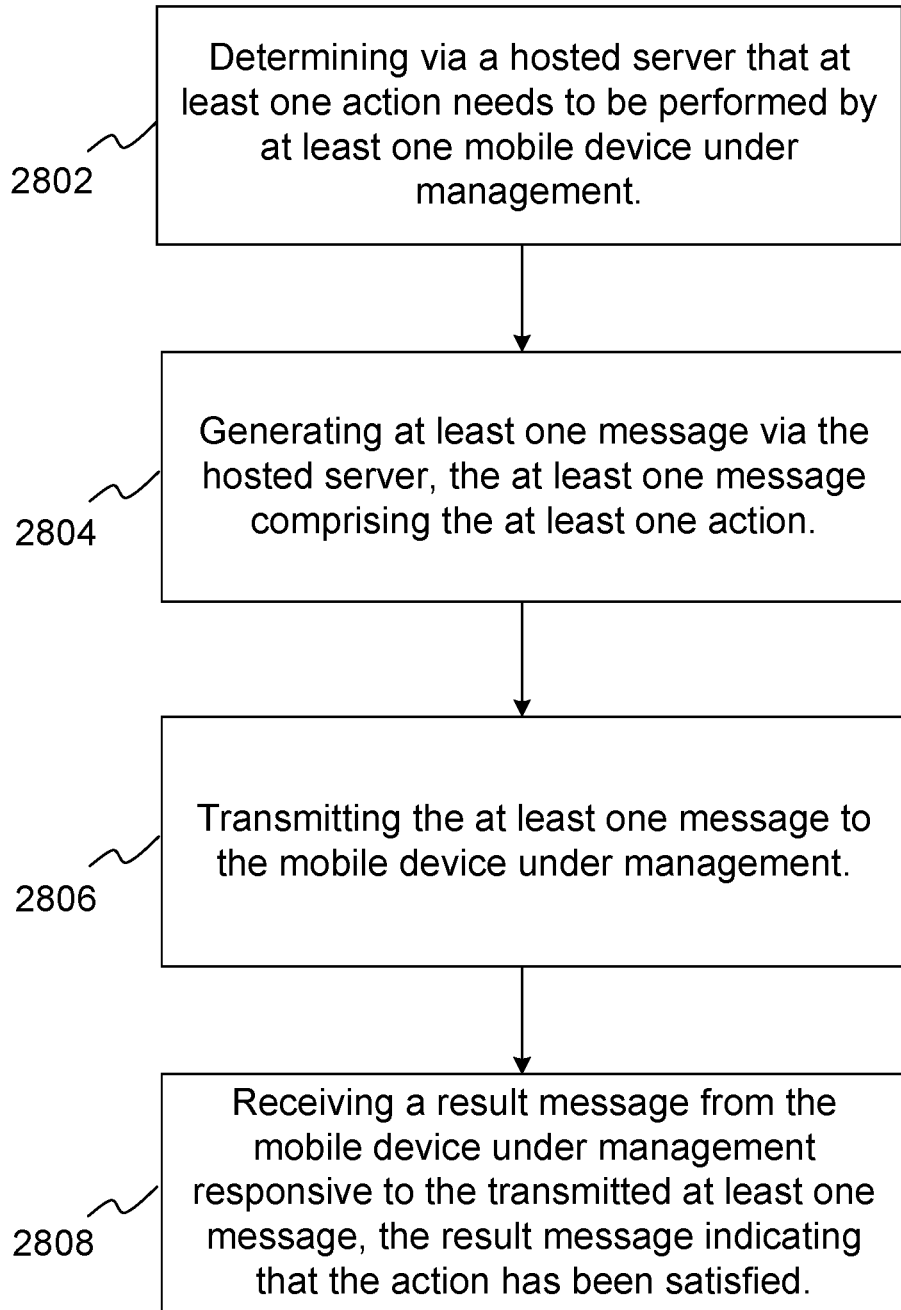 Determining via a hosted server that at
least one action needs to be performed by
at least one mobile device under
management.
2802
Generating at least one message via the
hosted server, the at least one message
comprising the at least one action.
2804
Transmitting the at least one message to
the mobile device under management.
2806
Receiving a result message from the
mobile device under management
responsive to the transmitted at least one
message, the result message indicating
that the action has been satisfied.
2808